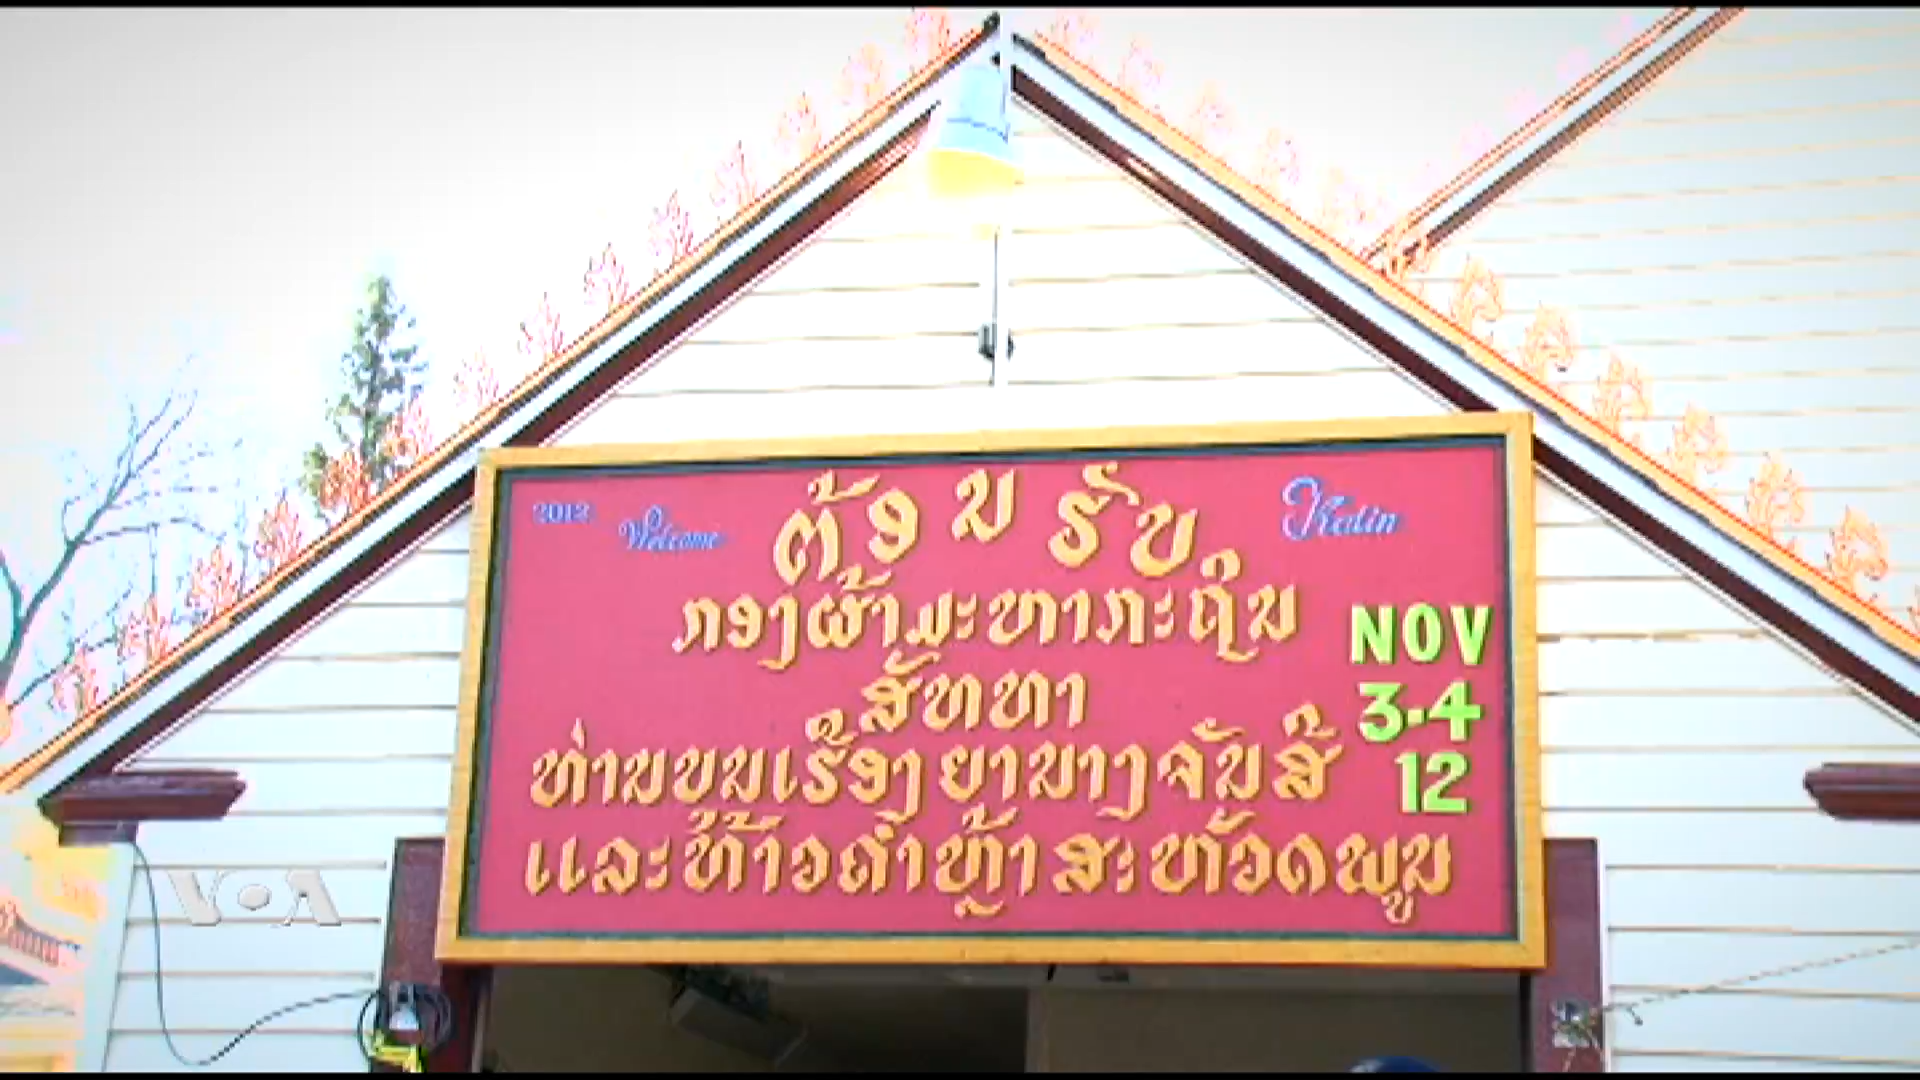 2012 Welcome ຕ້ອນຮັບ Katin
ກອງຜ້າມະຫາກະຖິນ
ສັທທາ
ທ່ານຂຸນເຮືອງ ຍານາງຈັນສີ
ແລະທ້າວຄຳຫຼ້າ ສະຫວັດພູນ
NOV
3-4
12
VOA